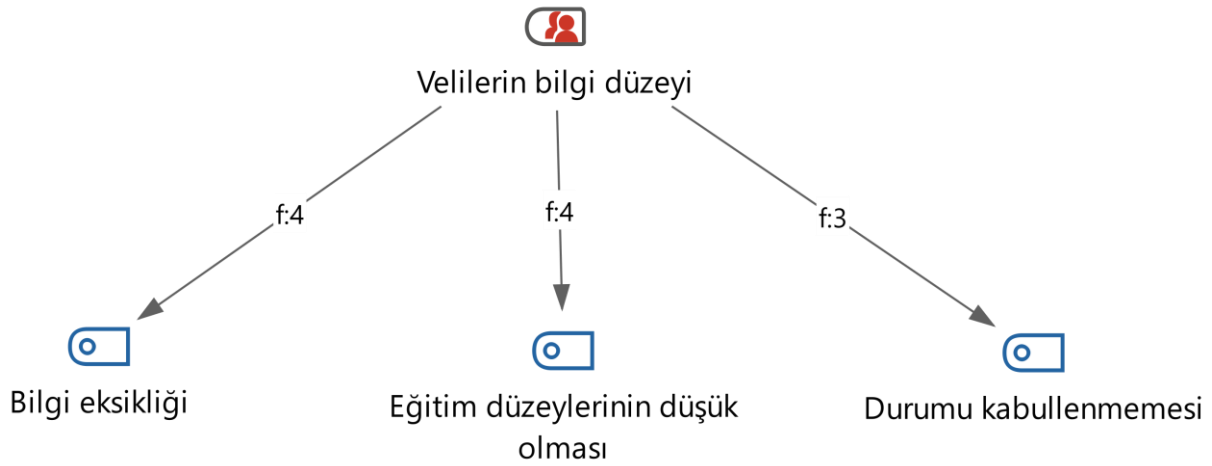 Velilerin bilgi düzeyi
f:4
f:4
f:3
Bilgi eksikliği
Eğitim düzeylerinin düşük
olması
Durumu kabullenmemesi